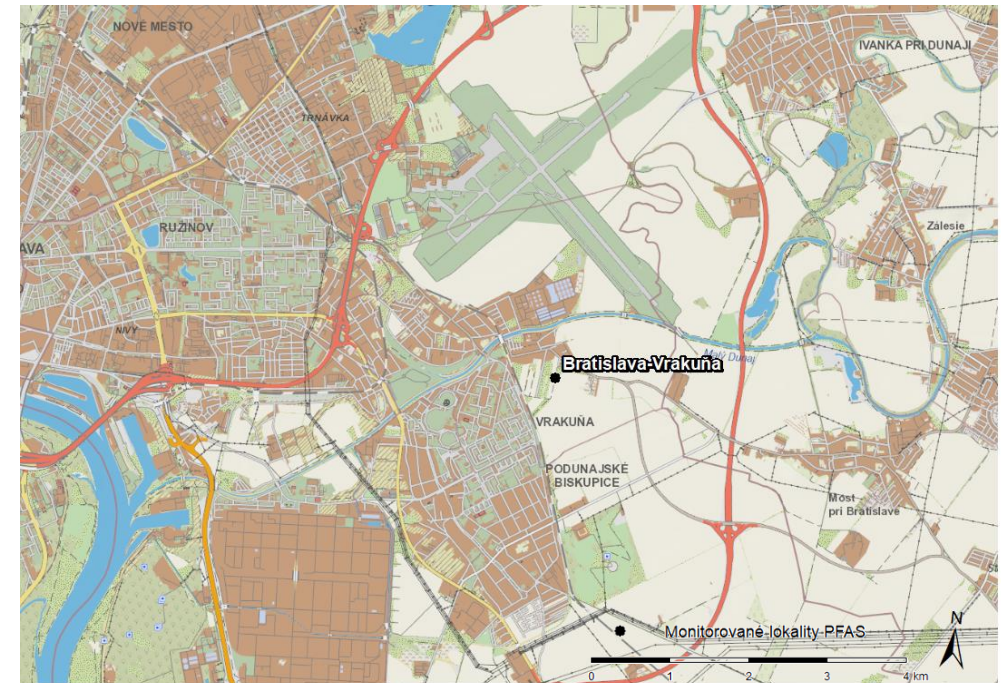 NOVÉ MESTO
IVANKA PRI DUNAJI
TRNÁVKA
RUŽINOV
Zálesie
AVA
NIVY
Malý Dunaj
Bratislava-Vrakuňa
VRAKUŇA
PODUNAJSKÉ
BISKUPICE
Most
pri Bratislave
Monitorované lokality PFAS
N
0 1 2 3 4 km